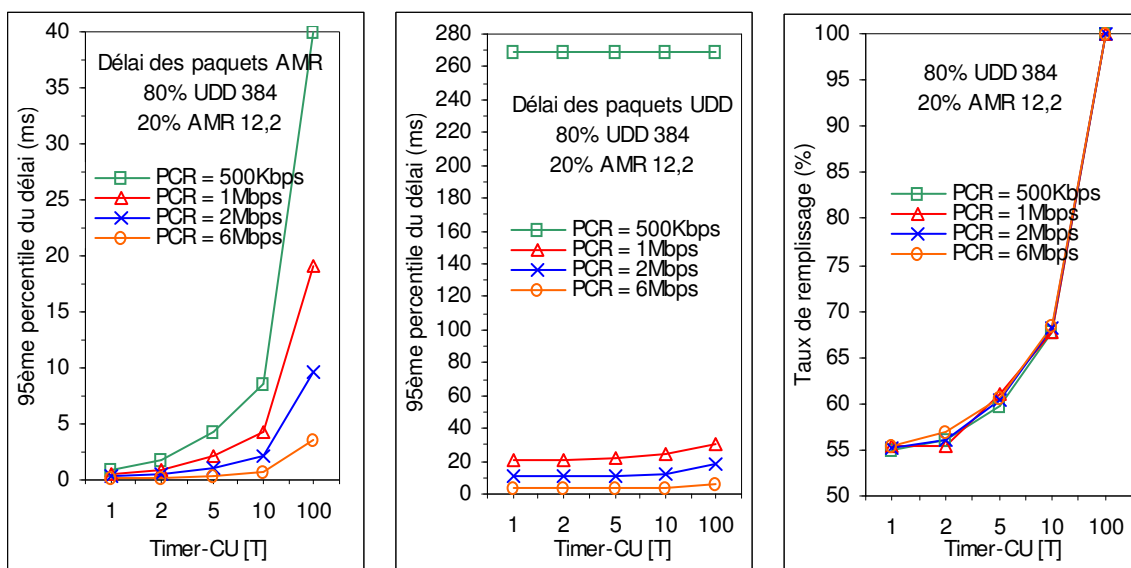 95ème percentile du délai (ms)
40
35
30
25
20
15
10
5
0
Délai des paquets AMR
80% UDD 384
20% AMR 12,2
PCR = 500Kbps
PCR = 1Mbps
PCR = 2Mbps
PCR = 6Mbps
1 2 5 10 100
Timer-CU [T]
95ème percentile du délai (ms)
280
260
240
220
200
180
160
140
120
100
80
60
40
20
0
Délai des paquets UDD
80% UDD 384
20% AMR 12,2
PCR = 500Kbps
PCR = 1Mbps
PCR = 2Mbps
PCR = 6Mbps
1 2 5 10 100
Timer-CU [T]
Taux de remplissage (%)
100
95
90
85
80
75
70
65
60
55
50
80% UDD 384
20% AMR 12,2
PCR = 500Kbps
PCR = 1Mbps
PCR = 2Mbps
PCR = 6Mbps
1 2 5 10 100
Timer-CU [T]